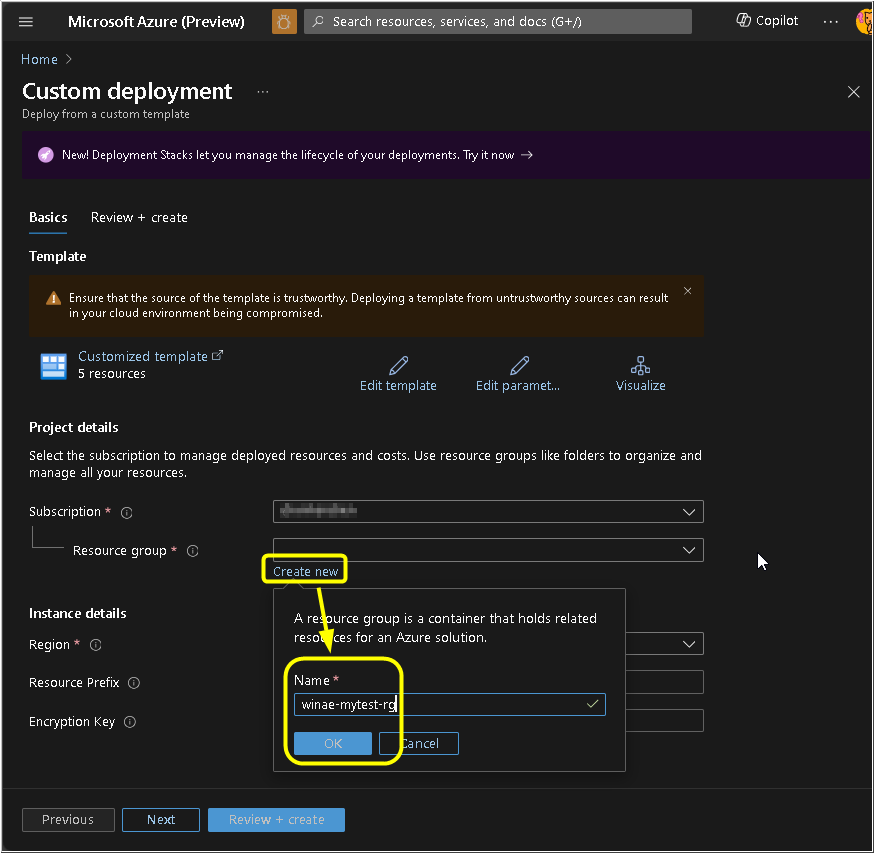 Microsoft Azure (Preview)
Search resources, services, and docs (G+/)
Copilot
Home
Custom deployment
Deploy from a custom template
New! Deployment Stacks let you manage the lifecycle of your deployments. Try it now →
Basics
Review + create
Template
Ensure that the source of the template is trustworthy. Deploying a template from untrustworthy sources can result
in your cloud environment being compromised.
Customized template
5 resources
Edit template
Edit paramet...
Visualize
Project details
Select the subscription to manage deployed resources and costs. Use resource groups like folders to organize and
manage all your resources.
Subscription *
Resource group *
Create new
A resource group is a container that holds related
resources for an Azure solution.
Name *
winae-mytest-rg
OK
Cancel
Instance details
Region *
Resource Prefix
Encryption Key
Previous
Next
Review + create